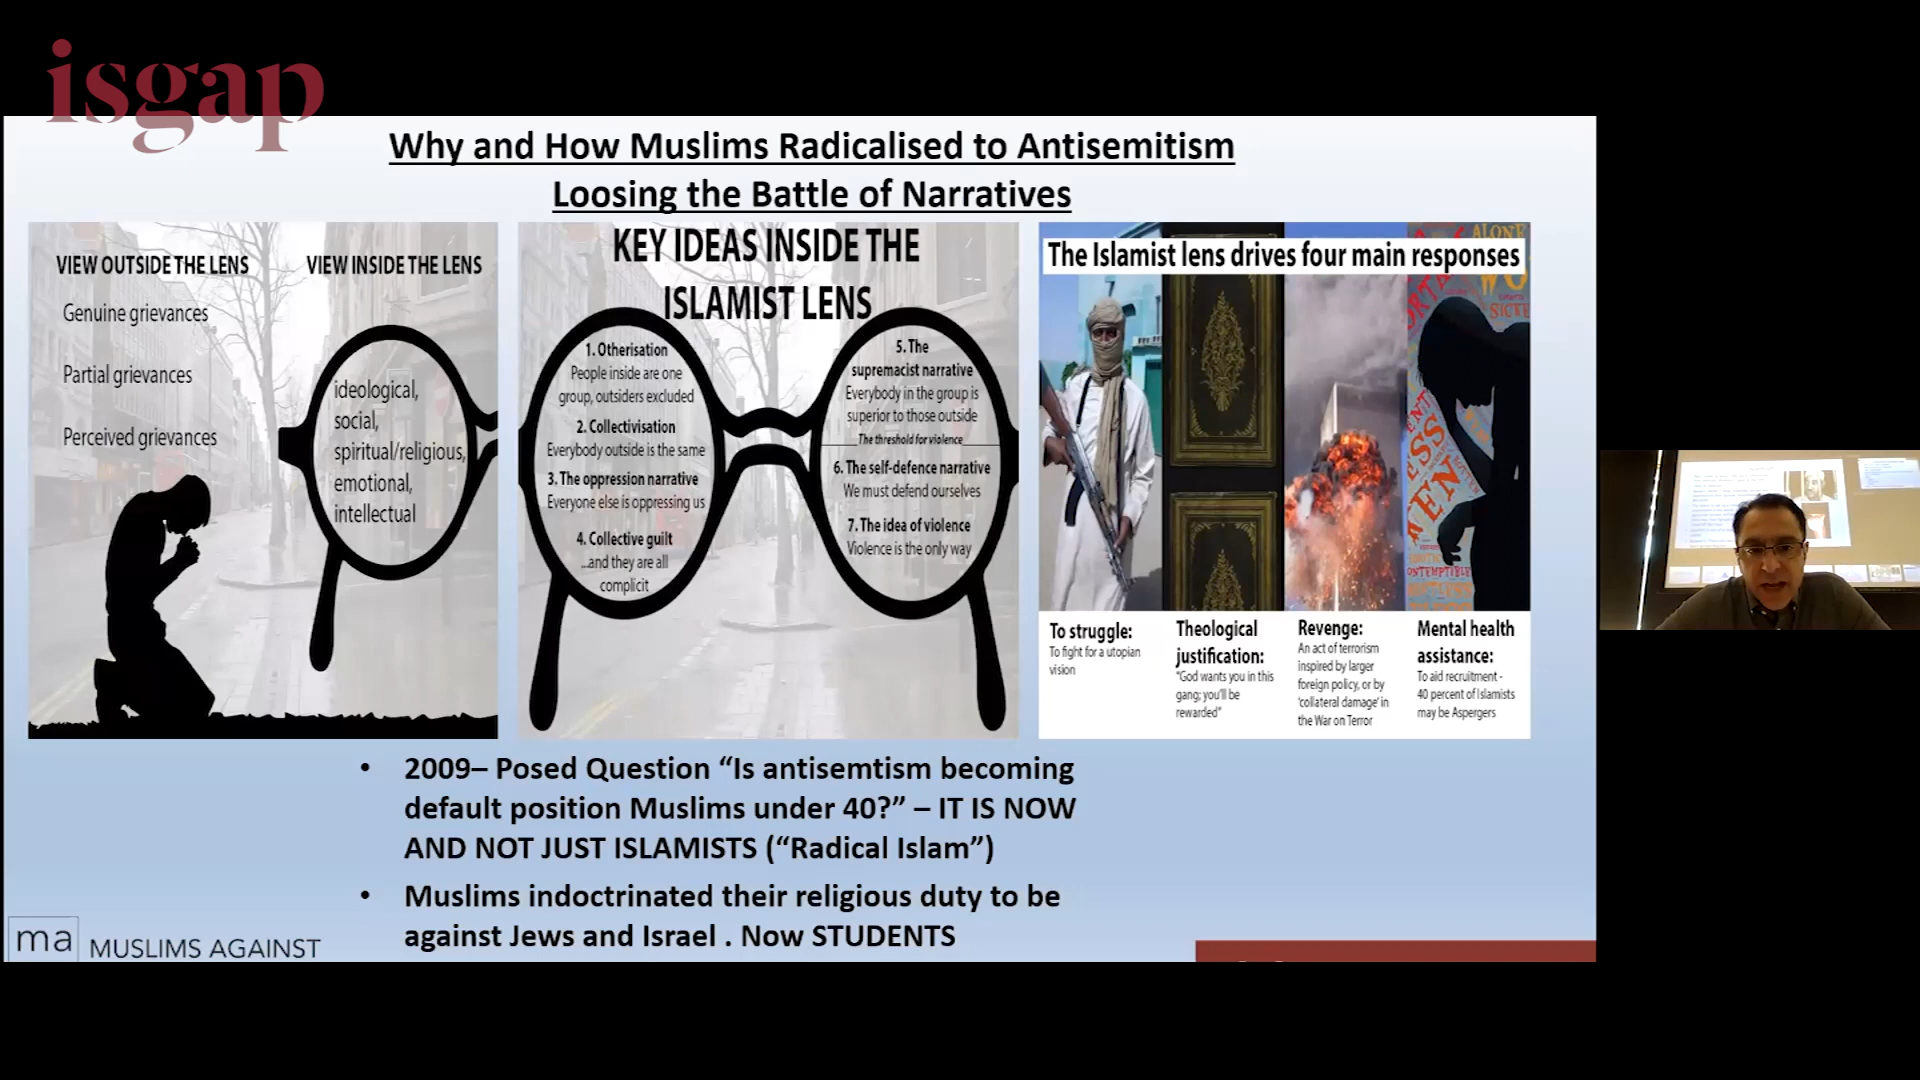 isgap
Why and How Muslims Radicalised to Antisemitism
Loosing the Battle of Narratives
VIEW OUTSIDE THE LENS
Genuine grievances
Partial grievances
Perceived grievances
VIEW INSIDE THE LENS
ideological,
social,
spiritual/religious,
emotional,
intellectual
KEY IDEAS INSIDE THE
ISLAMIST LENS
1. Otherisation
People inside are one
group, outsiders excluded
2. Collectivisation
Everybody outside is the same
3. The oppression narrative
Everyone else is oppressing us
4. Collective guilt
...and they are all
complicit
5. The
supremacist narrative
Everybody in the group is
superior to those outside
The threshold for violence
6. The self-defence narrative
We must defend ourselves
7. The idea of violence
Violence is the only way
The Islamist lens drives four main responses
ALONE
CONTEMPTIBLE
To struggle:
To fight for a utopian
vision
Theological
justification:
"God wants you in this
gang; you'll be
rewarded"
Revenge:
An act of terrorism
inspired by larger
foreign policy, or by
'collateral damage' in
the War on Terror
Mental health
assistance:
To aid recruitment -
40 percent of Islamists
may be Aspergers
• 2009– Posed Question “Is antisemtism becoming
default position Muslims under 40?” – IT IS NOW
AND NOT JUST ISLAMISTS (“Radical Islam”)
• Muslims indoctrinated their religious duty to be
against Jews and Israel . Now STUDENTS
ma MUSLIMS AGAINST